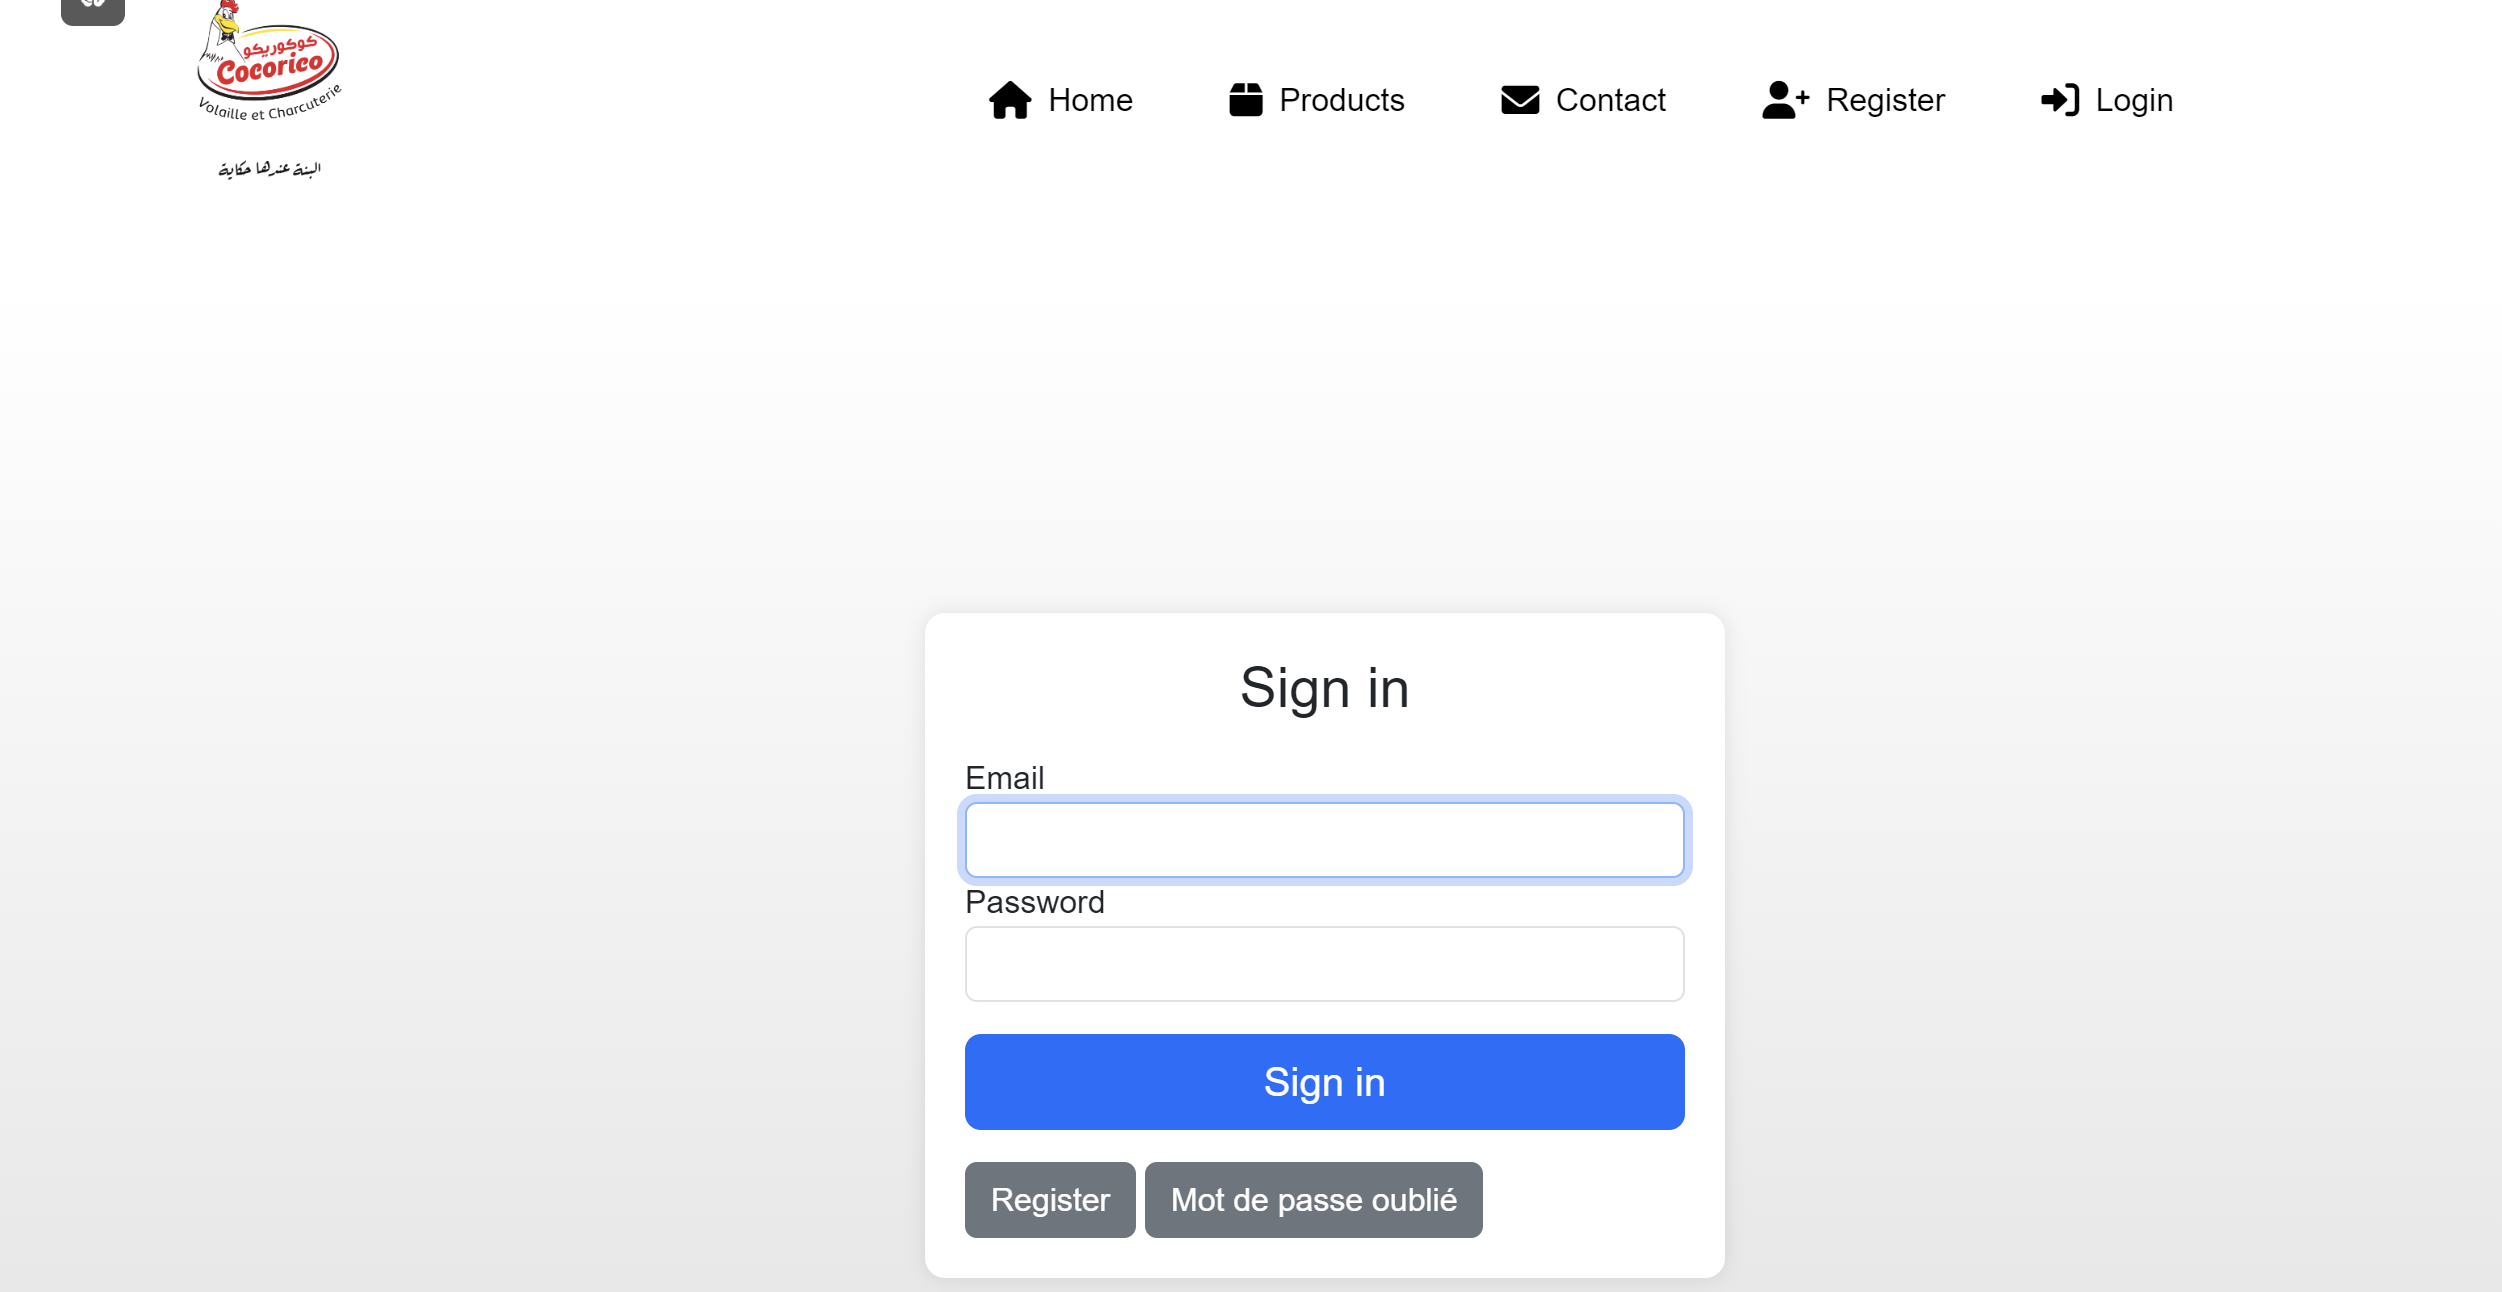 كوكوريكو
Cocorico
Volaille et Charcuterie
البنة عندها حكاية
Home
Products
Contact
Register
Login
Sign in
Email
Password
Sign in
Register
Mot de passe oublié